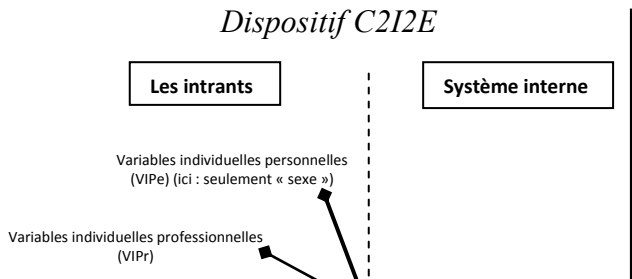 Dispositif C2I2E
Les intrants
Système interne
Variables individuelles personnelles
(VIPe) (ici : seulement « sexe »)
Variables individuelles professionnelles
(VIPr)